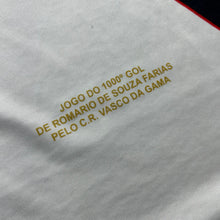 JOGO DO 1000º GOL
DE ROMARIO DE SOUZA FARIAS
PELO C.R. VASCO DA GAMA